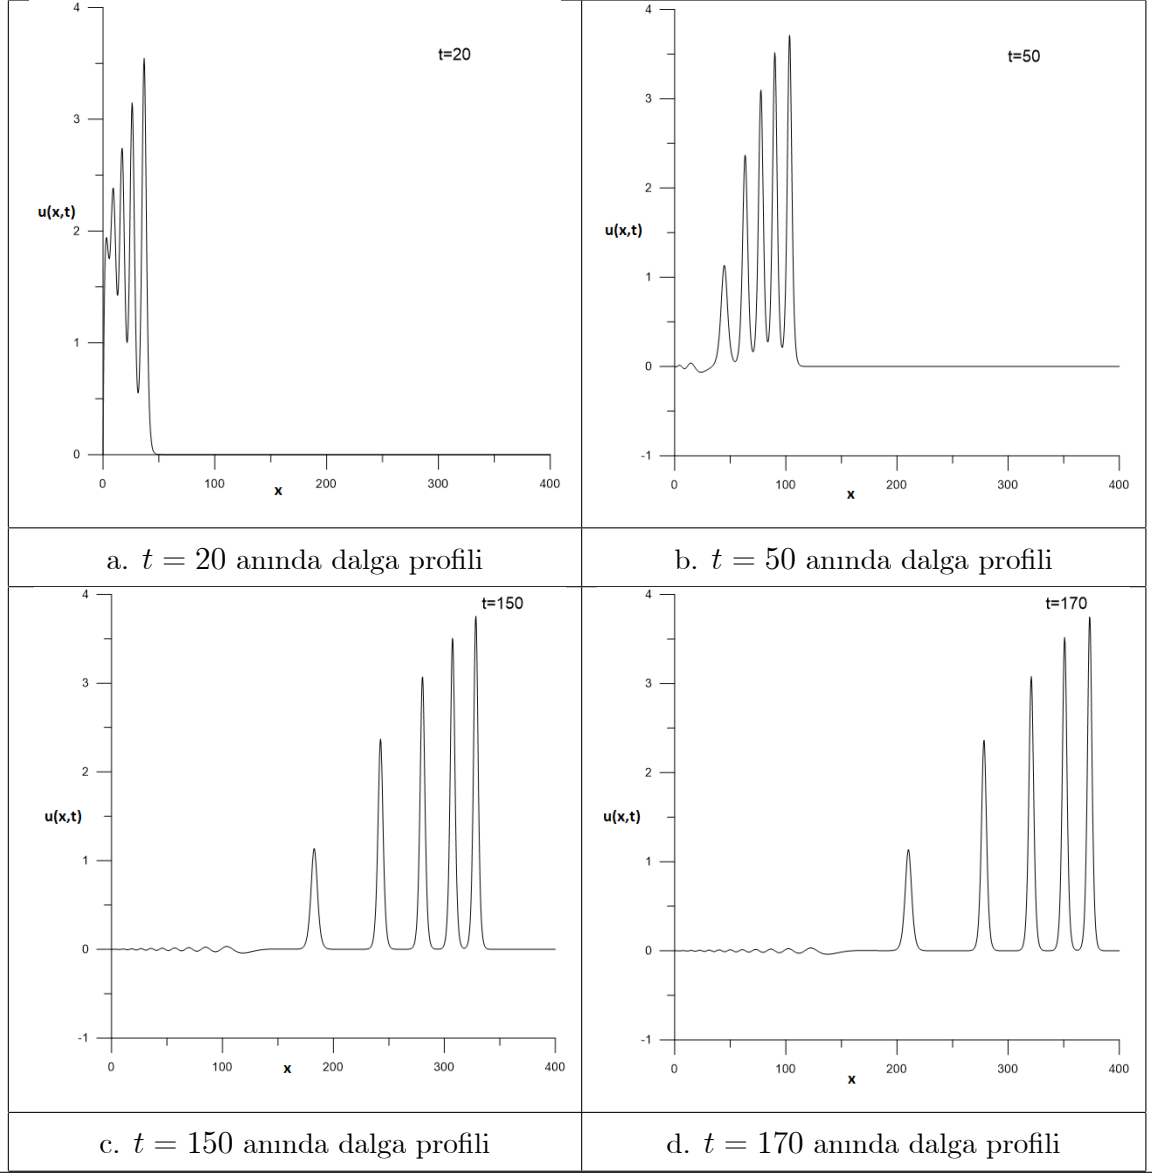 4
3
2
1
0
u(x,t)
t=20
0 100 200 300 400
x
4
3
2
1
0
-1
u(x,t)
t=50
0 100 200 300 400
x
a. t = 20 anında dalga profili
b. t = 50 anında dalga profili
4
3
2
1
0
-1
u(x,t)
t=150
0 100 200 300 400
x
4
3
2
1
0
-1
u(x,t)
t=170
0 100 200 300 400
x
c. t = 150 anında dalga profili
d. t = 170 anında dalga profili